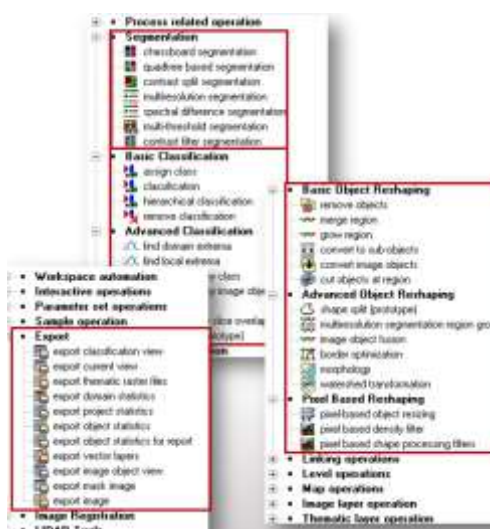 Process related operation
Segmentation
chessboard segmentation
quadtree based segmentation
contrast split segmentation
multiresolution segmentation
spectral difference segmentation
multi-threshold segmentation
contrast filter segmentation
Basic Classification
assign class
classification
hierarchical classification
remove classification
Advanced Classification
find domain extrema
find local extrema
class
image obje
overlap
Workspace automation
Interactive operations
Parameter set operations
Sample operation
Export
export classification view
export current view
export thematic raster files
export domain statistics
export project statistics
export object statistics
export object statistics for report
export vector layers
export image object view
export mask image
export image
Image Registration
Basic Object Reshaping
remove objects
merge region
grow region
convert to sub-objects
convert image objects
cut objects at region
Advanced Object Reshaping
shape split (prototype)
multiresolution segmentation region gro
image object fusion
border optimization
morphology
watershed transformation
Pixel Based Reshaping
pixel-based object resizing
pixel-based density filter
pixel-based shape processing filters
Linking operations
Level operations
Map operations
Image layer operation
Thematic layer operation